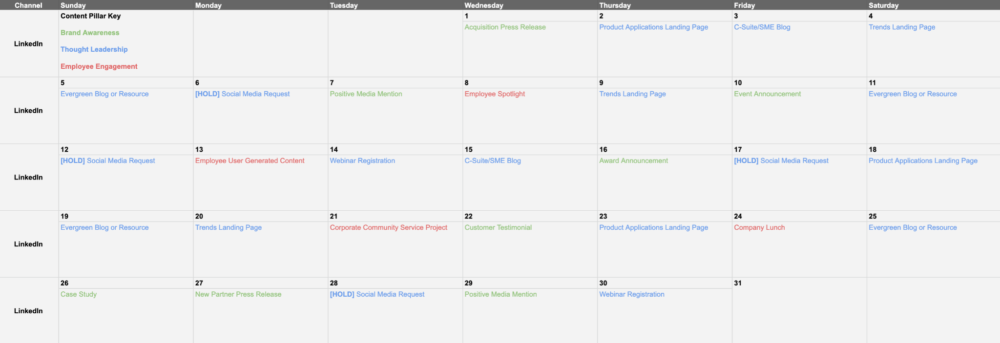 Channel Sunday Monday Tuesday Wednesday Thursday Friday Saturday
Content Pillar Key 1 2 3 4
Acquisition Press Release Product Applications Landing Page C-Suite/SME Blog Trends Landing Page
Brand Awareness
LinkedIn
Thought Leadership
Employee Engagement
5 6 7 8 9 10 11
Evergreen Blog or Resource [HOLD] Social Media Request Positive Media Mention Employee Spotlight Trends Landing Page Event Announcement Evergreen Blog or Resource
LinkedIn
12 13 14 15 16 17 18
[HOLD] Social Media Request Employee User Generated Content Webinar Registration C-Suite/SME Blog Award Announcement [HOLD] Social Media Request Product Applications Landing Page
LinkedIn
19 20 21 22 23 24 25
Evergreen Blog or Resource Trends Landing Page Corporate Community Service Project Customer Testimonial Product Applications Landing Page Company Lunch Evergreen Blog or Resource
LinkedIn
26 27 28 29 30 31
Case Study New Partner Press Release [HOLD] Social Media Request Positive Media Mention Webinar Registration
LinkedIn